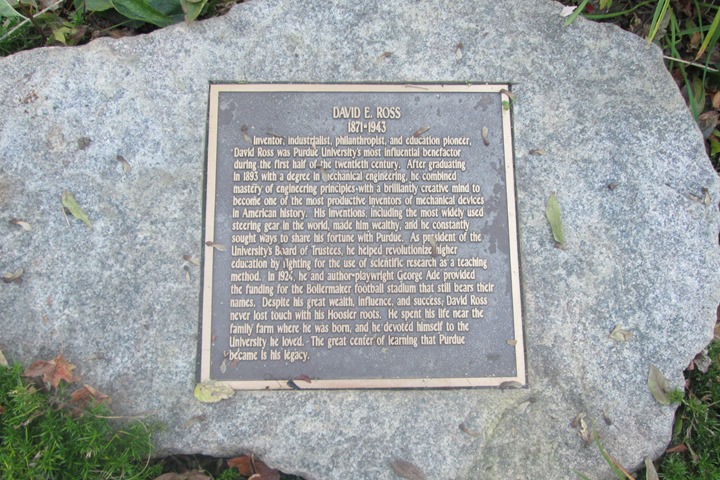 DAVID E. ROSS
1871-1943
Inventor, industrialist, philanthropist, and education pioneer,
David Ross was Purdue University's most influential benefactor
during the first half of the twentieth century. After graduating
in 1893 with a degree in mechanical engineering, he combined
mastery of engineering principles with a brilliantly creative mind to
become one of the most productive inventors of mechanical devices
in American history. His inventions, including the most widely used
steering gear in the world, made him wealthy, and he constantly
sought ways to share his fortune with Purdue. As president of the
University's Board of Trustees, he helped revolutionize higher
education by fighting for the use of scientific research as a teaching
method. In 1924, he and author-playwright George Ade provided
the funding for the Boilermaker football stadium that still bears their
names. Despite his great wealth, influence, and success, David Ross
never lost touch with his Hoosier roots. He spent his life near the
family farm where he was born, and he devoted himself to the
University he loved. The great center of learning that Purdue
became is his legacy.